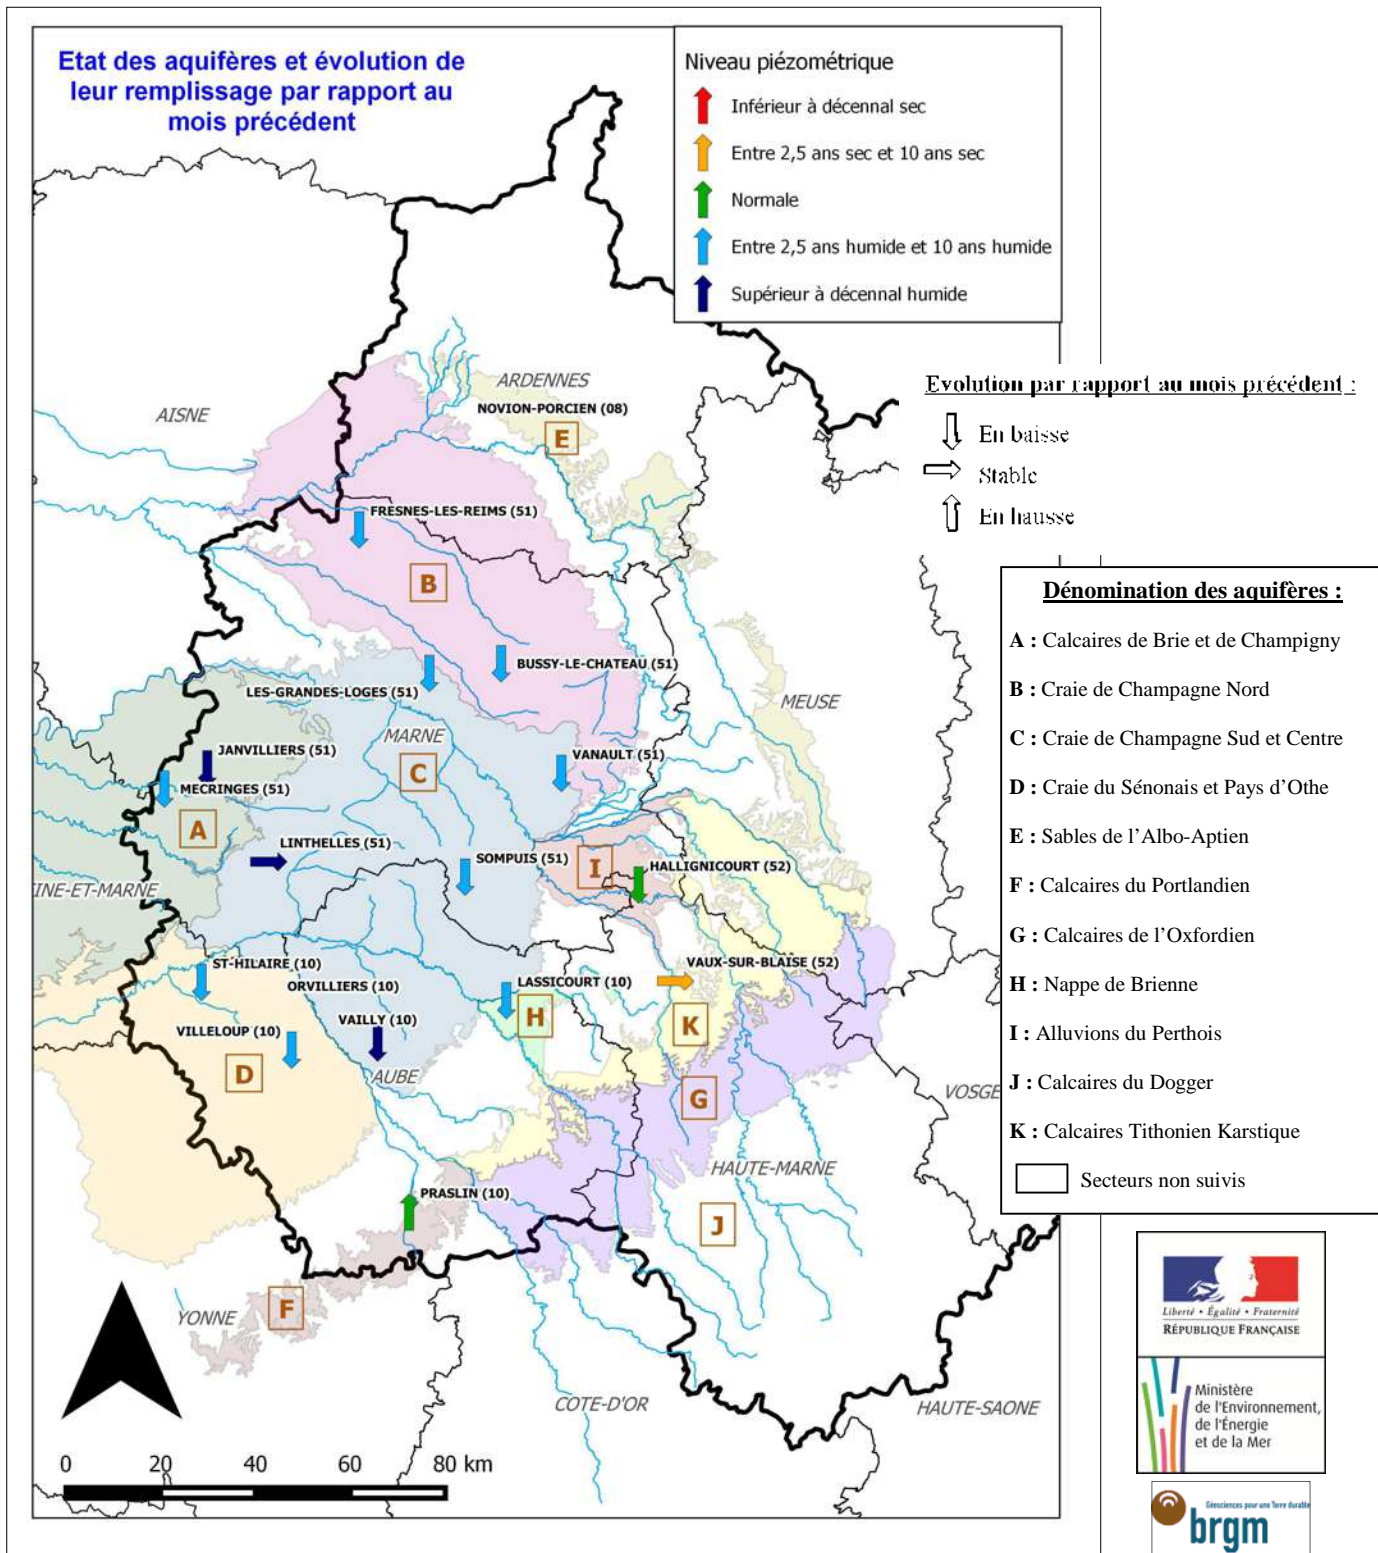 Etat des aquifères et évolution de
leur remplissage par rapport au
mois précédent
Niveau piézométrique
Inférieur à décennal sec
Entre 2,5 ans sec et 10 ans sec
Normale
Entre 2,5 ans humide et 10 ans humide
Supérieur à décennal humide
Evolution par rapport au mois précédent :
En baisse
Stable
En hausse
Dénomination des aquifères :
A : Calcaires de Brie et de Champigny
B : Craie de Champagne Nord
C : Craie de Champagne Sud et Centre
D : Craie du Sénonais et Pays d’Othe
E : Sables de l’Albo-Aptien
F : Calcaires du Portlandien
G : Calcaires de l’Oxfordien
H : Nappe de Brienne
I : Alluvions du Perthois
J : Calcaires du Dogger
K : Calcaires Tithonien Karstique
Secteurs non suivis
ARDENNES
AISNE
NOVION-PORCIEN (08)
E
FRESNES-LES-REIMS (51)
B
BUSSY-LE-CHATEAU (51)
LES-GRANDES-LOGES (51)
MEUSE
MARNE
JANVILLIERS (51)
VANAULT (51)
C
MECRINGES (51)
A
LINTHELLES (51)
SOMPUIS (51)
I
HALLIGNICOURT (52)
INE-ET-MARNE
ST-HILAIRE (10)
VAUX-SUR-BLAISE (52)
ORVILLIERS (10)
LASSICOURT (10)
VAILLY (10)
H
K
VILLELOUP (10)
D
AUBE
G
VOSGE
HAUTE-MARNE
PRASLIN (10)
J
F
YONNE
COTE-D'OR
HAUTE-SAONE
0 20 40 60 80 km
Liberté • Égalité • Fraternité
RÉPUBLIQUE FRANÇAISE
Ministère
de l'Environnement,
de l'Énergie
et de la Mer
Géosciences pour une Terre durable
brgm